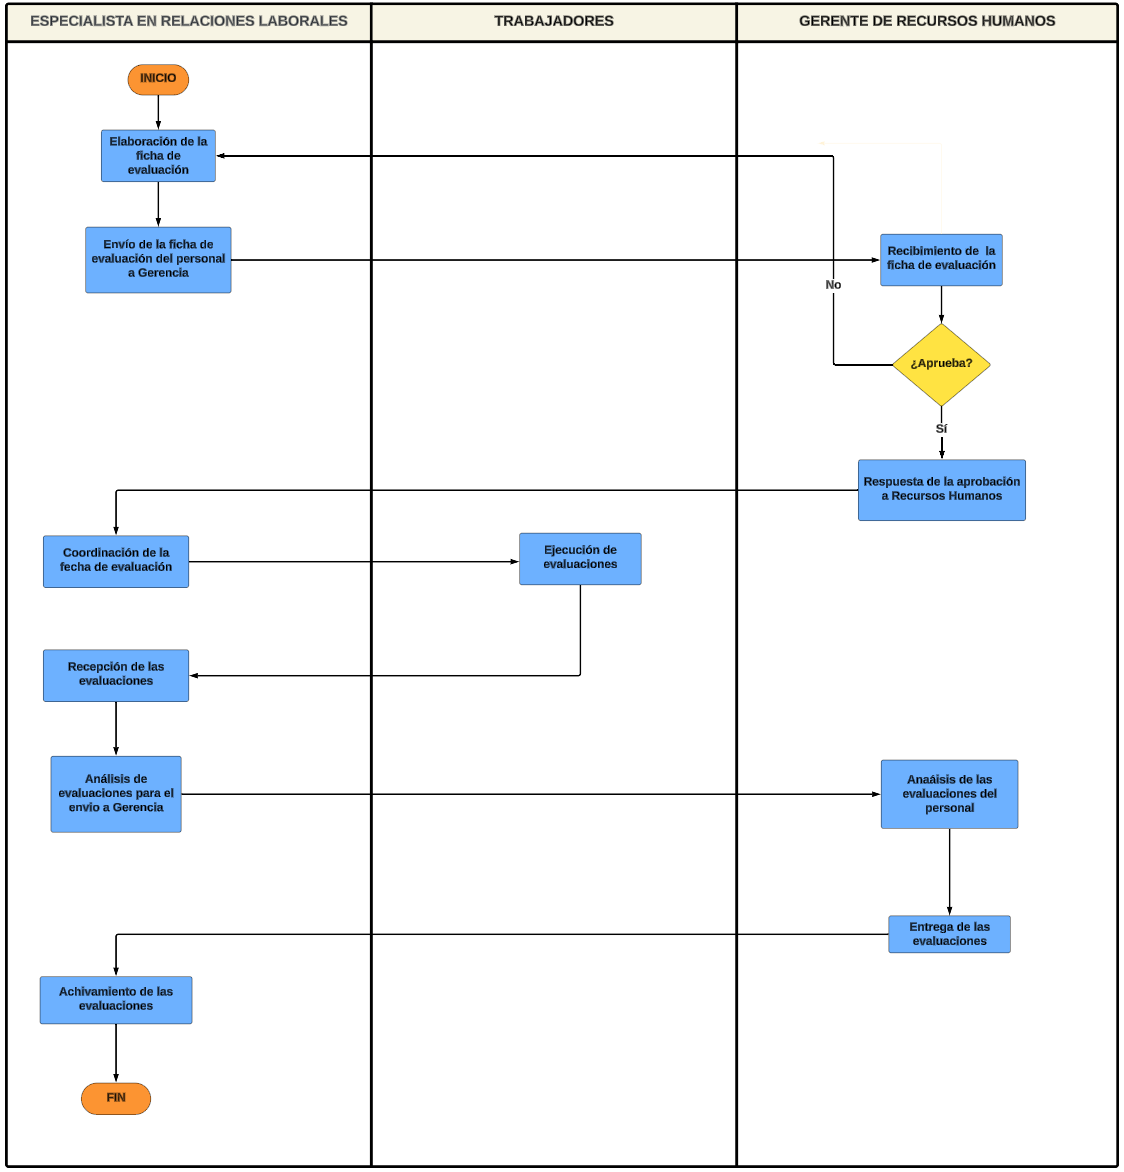 ESPECIALISTA EN RELACIONES LABORALES
TRABAJADORES
GERENTE DE RECURSOS HUMANOS
INICIO
Elaboración de la
ficha de
evaluación
Envío de la ficha de
evaluación del personal
a Gerencia
Recibimiento de la
ficha de evaluación
No
¿Aprueba?
Sí
Respuesta de la aprobación
a Recursos Humanos
Coordinación de la
fecha de evaluación
Ejecución de
evaluaciones
Recepción de las
evaluaciones
Análisis de
evaluaciones para el
envio a Gerencia
Anaáisis de las
evaluaciones del
personal
Entrega de las
evaluaciones
Achivamiento de las
evaluaciones
FIN